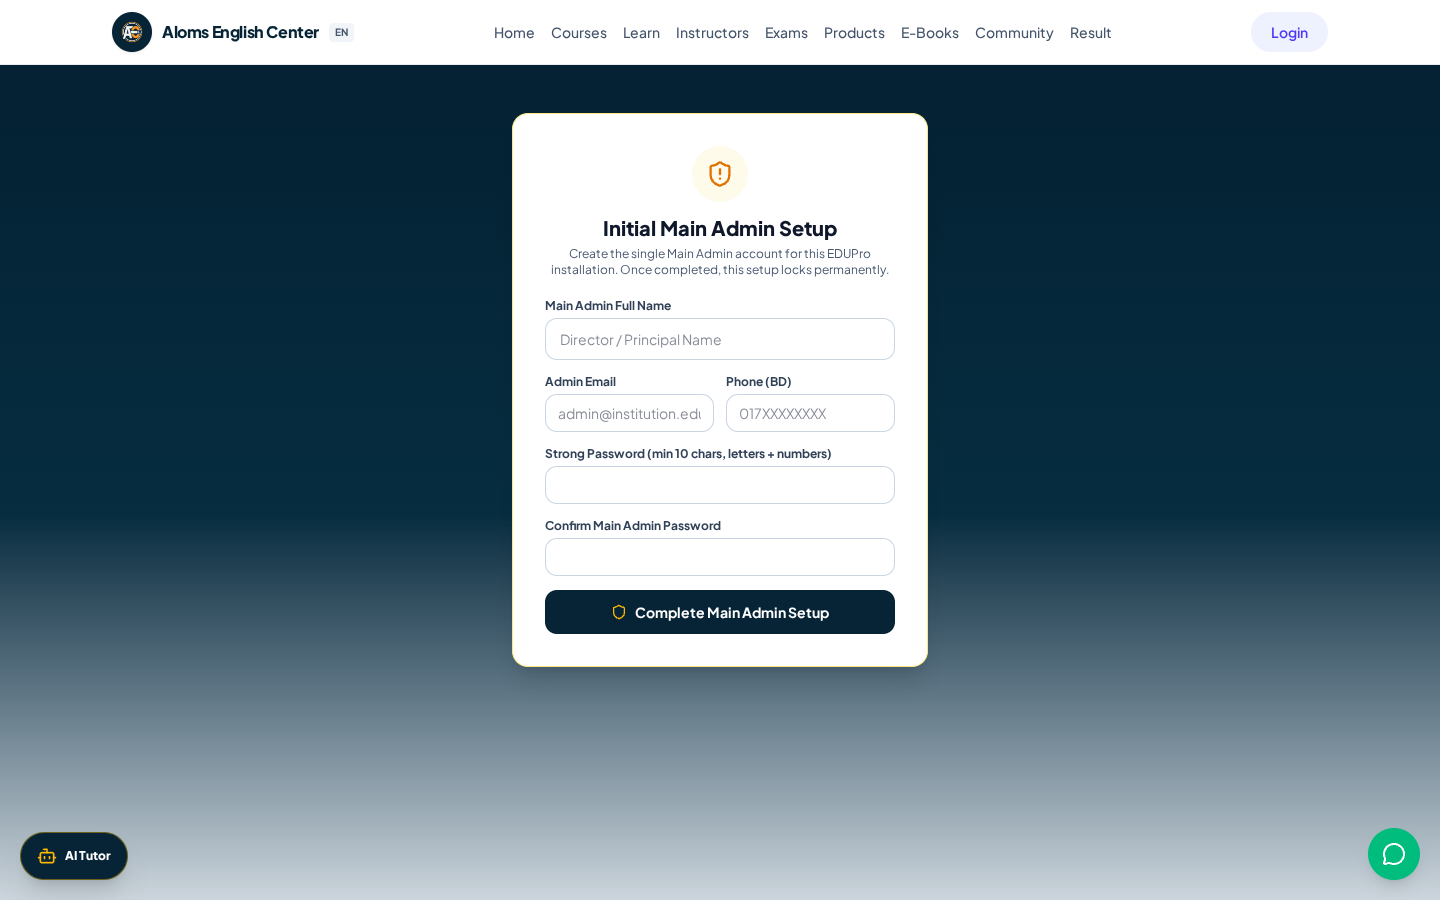 Aloms English Center
EN
Home
Courses
Learn
Instructors
Exams
Products
E-Books
Community
Result
Login
Initial Main Admin Setup
Create the single Main Admin account for this EDUPro
installation. Once completed, this setup locks permanently.
Main Admin Full Name
Director / Principal Name
Admin Email
Phone (BD)
admin@institution.edu
017XXXXXXXX
Strong Password (min 10 chars, letters + numbers)
Confirm Main Admin Password
Complete Main Admin Setup
AI Tutor